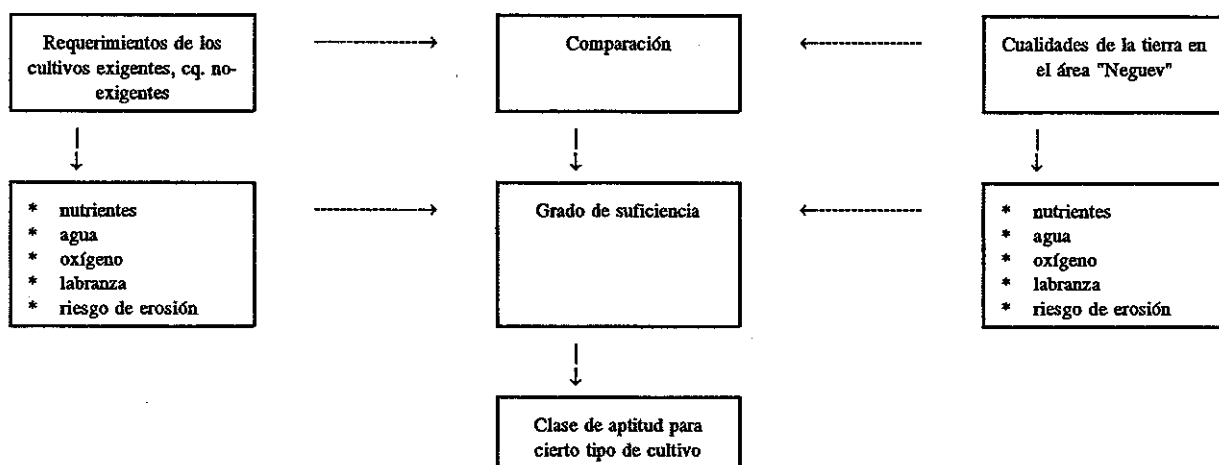 Requerimientos de los
cultivos exigentes, cq. no-
exigentes
Comparación
Cualidades de la tierra en
el área "Neguev"
* nutrientes
* agua
* oxígeno
* labranza
* riesgo de erosión
Grado de suficiencia
* nutrientes
* agua
* oxígeno
* labranza
* riesgo de erosión
Clase de aptitud para
cierto tipo de cultivo